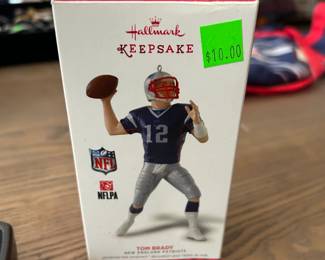 Hallmark
KEEPSAKE
$10.00
12
NFL
NFLPA
TOM BRADY
NEW ENGLAND PATRIOTS